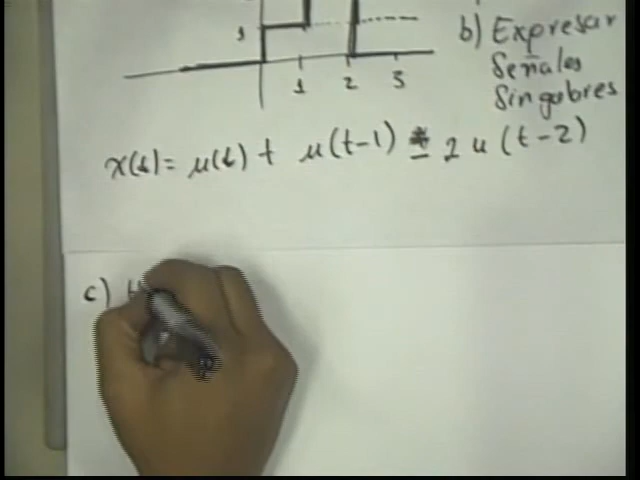 1
1 2 3
b) Expresar
Señales
Singulares
x(t)= u(t) + u(t-1) - 2 u (t-2)
c)